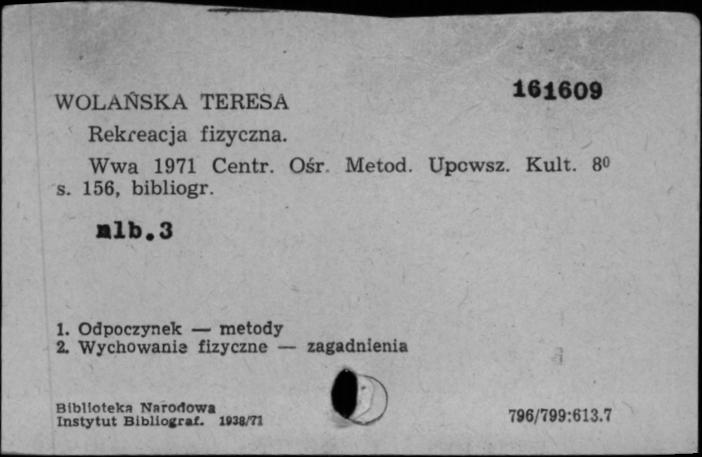 161609
WOLAŃSKA TERESA
Rekreacja fizyczna.
Wwa 1971 Centr. Ośr. Metod. Upowsz. Kult. 8⁰
s. 156, bibliogr.
nlb.3
1. Odpoczynek — metody
2. Wychowanie fizyczne — zagadnienia
Biblioteka Narodowa
Instytut Bibliograf. 1938/71
796/799:613.7